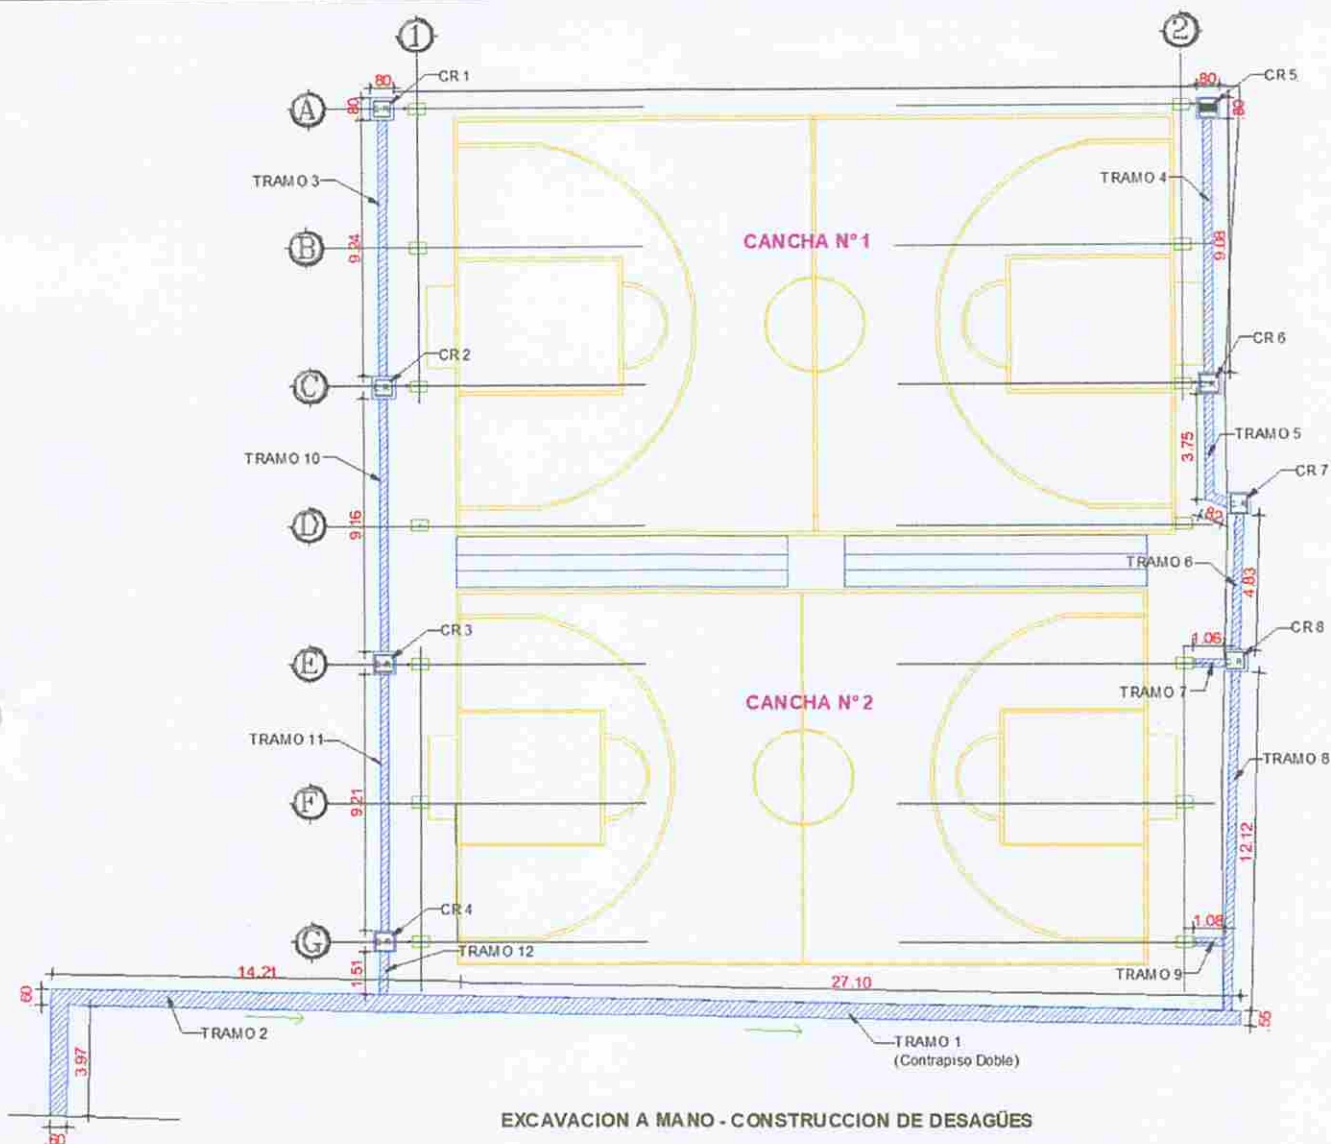 1
2
80
CR 1
80
CR 5
A
80
80
TRAMO 3
TRAMO 4
B
CANCHA N° 1
9.24
9.08
CR 6
CR 2
C
TRAMO 10
3.75
TRAMO 5
CR 7
D
.82
9.16
TRAMO 6
4.83
CR 3
1.06
CR 8
E
TRAMO 7
CANCHA N° 2
TRAMO 11
TRAMO 8
F
9.21
12.12
CR 4
1.08
G
TRAMO 12
TRAMO 9
14.21
1.51
27.10
.60
TRAMO 2
.55
TRAMO 1
(Contrapiso Doble)
3.97
EXCAVACION A MANO - CONSTRUCCION DE DESAGÜES
.60